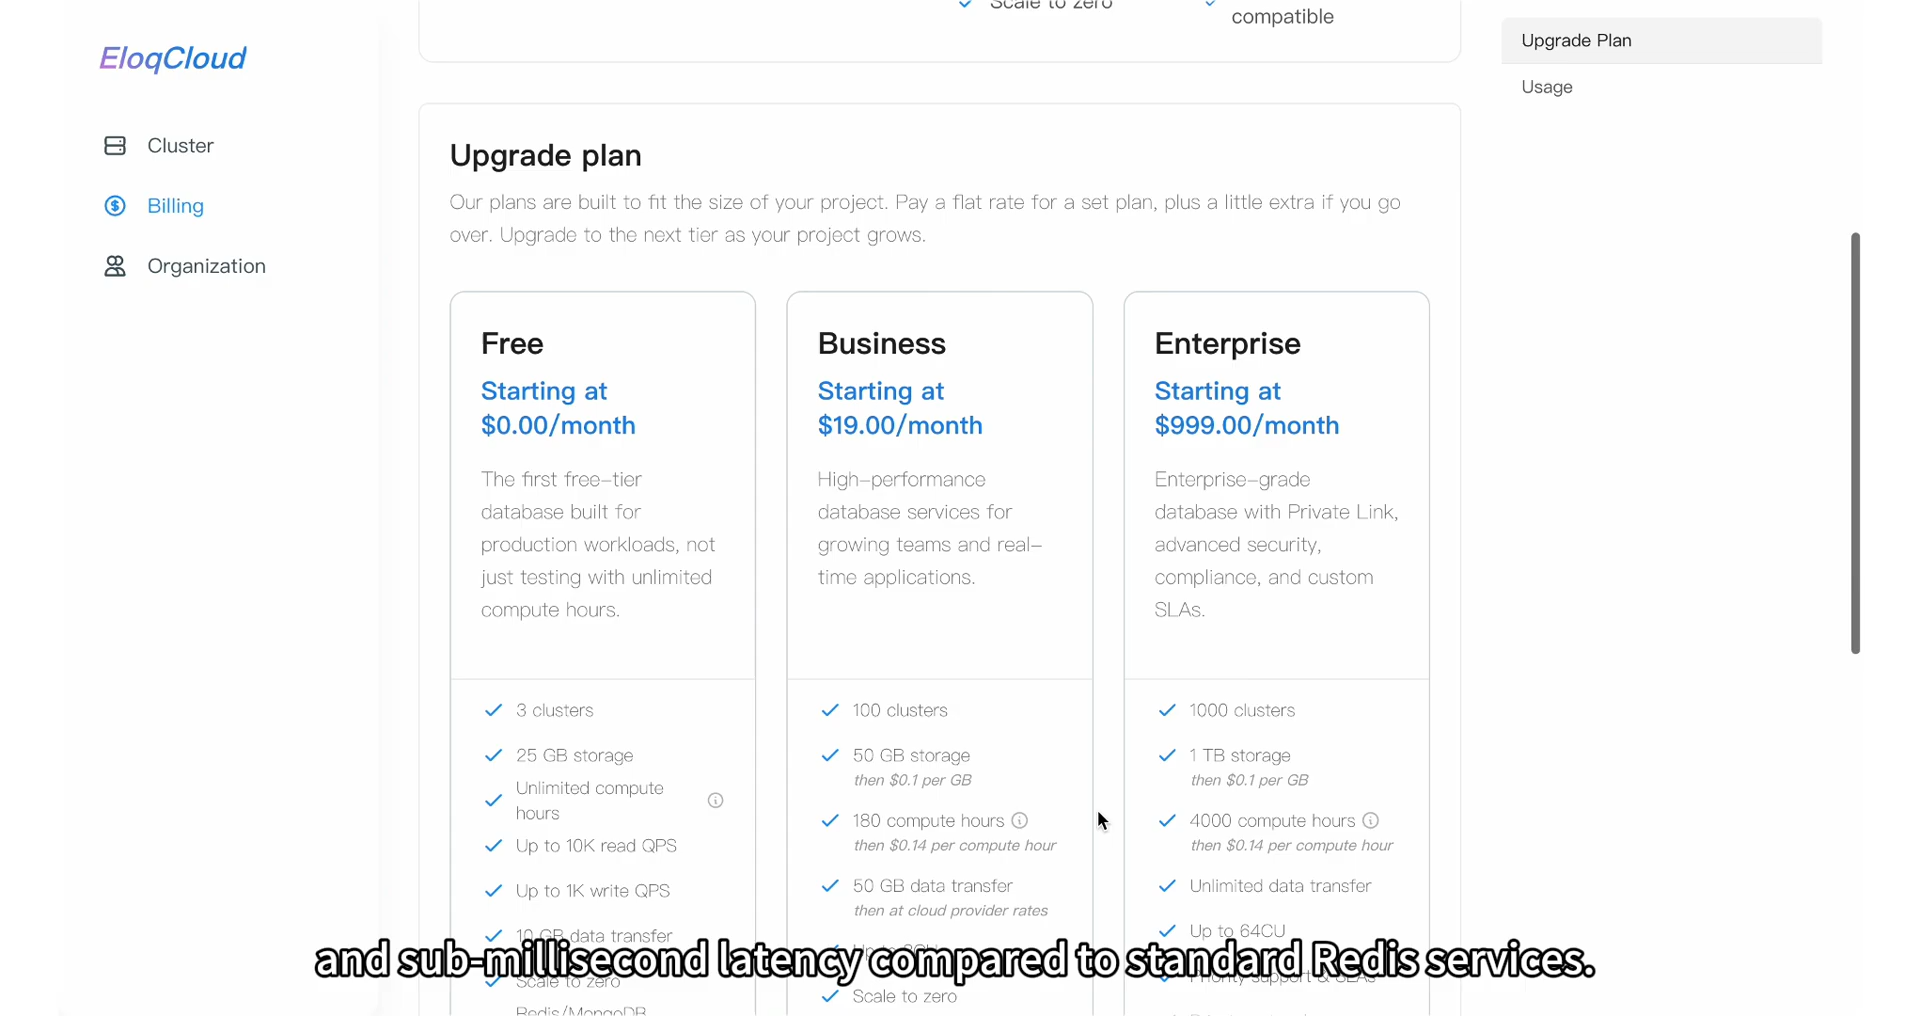 Scale to zero
compatible
EloqCloud
Cluster
Billing
Organization
Upgrade Plan
Usage
Upgrade plan
Our plans are built to fit the size of your project. Pay a flat rate for a set plan, plus a little extra if you go
over. Upgrade to the next tier as your project grows.
Free
Starting at
$0.00/month
The first free-tier
database built for
production workloads, not
just testing with unlimited
compute hours.
3 clusters
25 GB storage
Unlimited compute
hours
Up to 10K read QPS
Up to 1K write QPS
10 GB data transfer
Scale to zero
Redis/MongoDB
Business
Starting at
$19.00/month
High-performance
database services for
growing teams and real-
time applications.
100 clusters
50 GB storage
then $0.1 per GB
180 compute hours
then $0.14 per compute hour
50 GB data transfer
then at cloud provider rates
Scale to zero
Enterprise
Starting at
$999.00/month
Enterprise-grade
database with Private Link,
advanced security,
compliance, and custom
SLAs.
1000 clusters
1 TB storage
then $0.1 per GB
4000 compute hours
then $0.14 per compute hour
Unlimited data transfer
Up to 64CU
Priority support & SLAs
and sub-millisecond latency compared to standard Redis services.